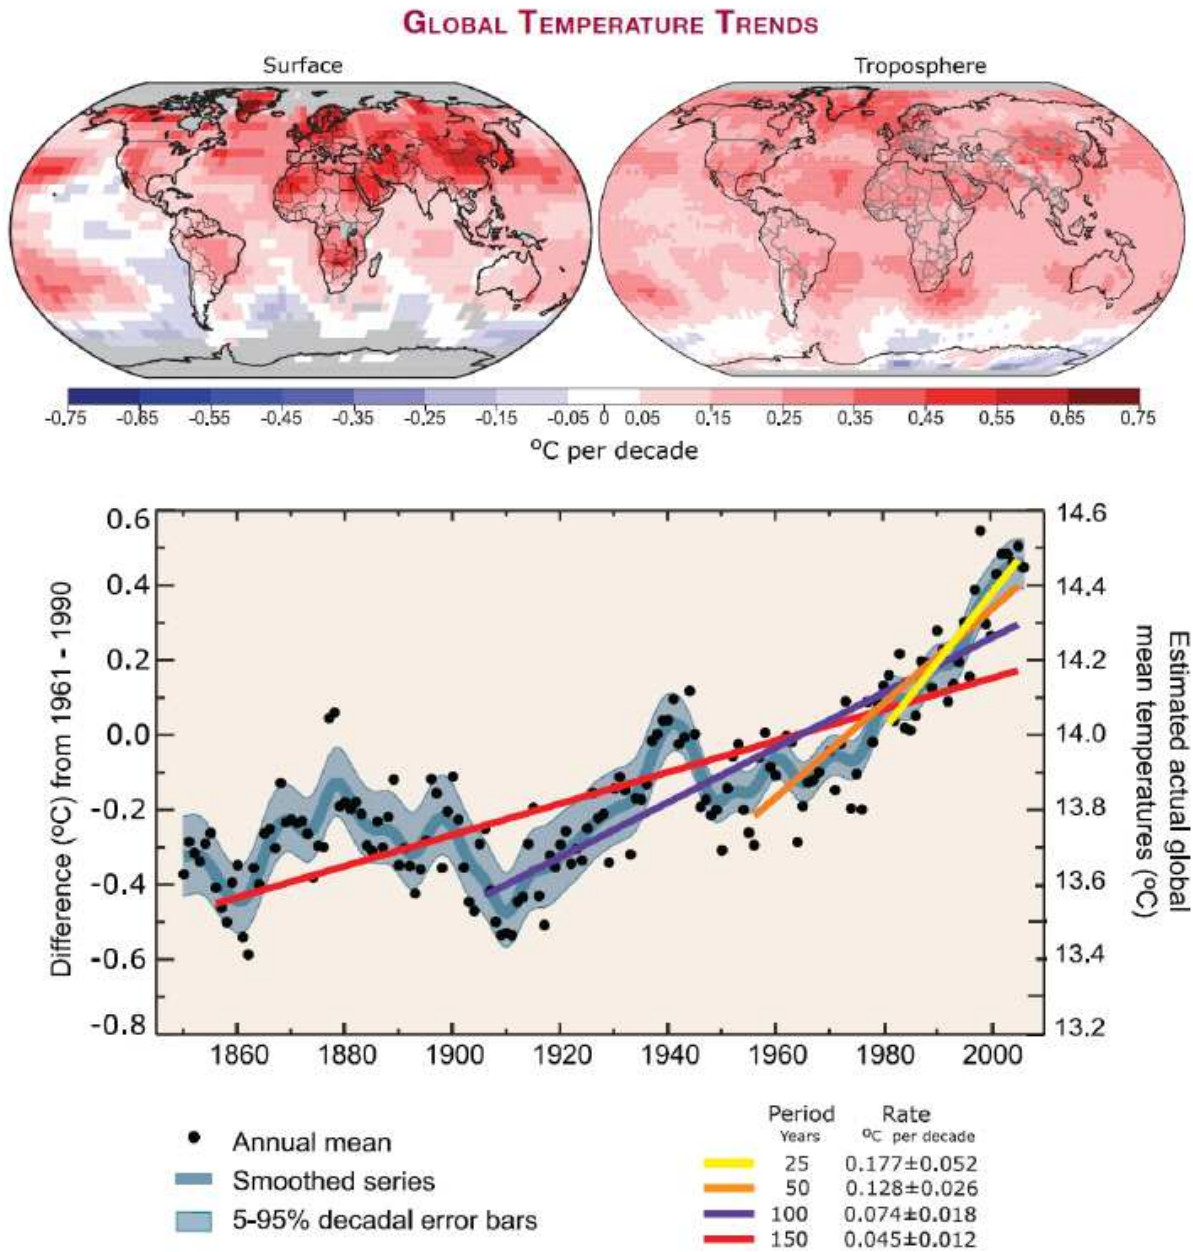 GLOBAL TEMPERATURE TRENDS
Surface
Troposphere
-0.75 -0.65 -0.55 -0.45 -0.35 -0.25 -0.15 -0.05 0 0.05 0.15 0.25 0.35 0.45 0.55 0.65 0.75
ºC per decade
Difference (ºC) from 1961 - 1990
0.6
0.4
0.2
0.0
-0.2
-0.4
-0.6
-0.8
14.6
14.4
14.2
14.0
13.8
13.6
13.4
13.2
Estimated actual global
mean temperatures (ºC)
1860 1880 1900 1920 1940 1960 1980 2000
Annual mean
Smoothed series
5-95% decadal error bars
Period Rate
Years ºC per decade
25 0.177±0.052
50 0.128±0.026
100 0.074±0.018
150 0.045±0.012